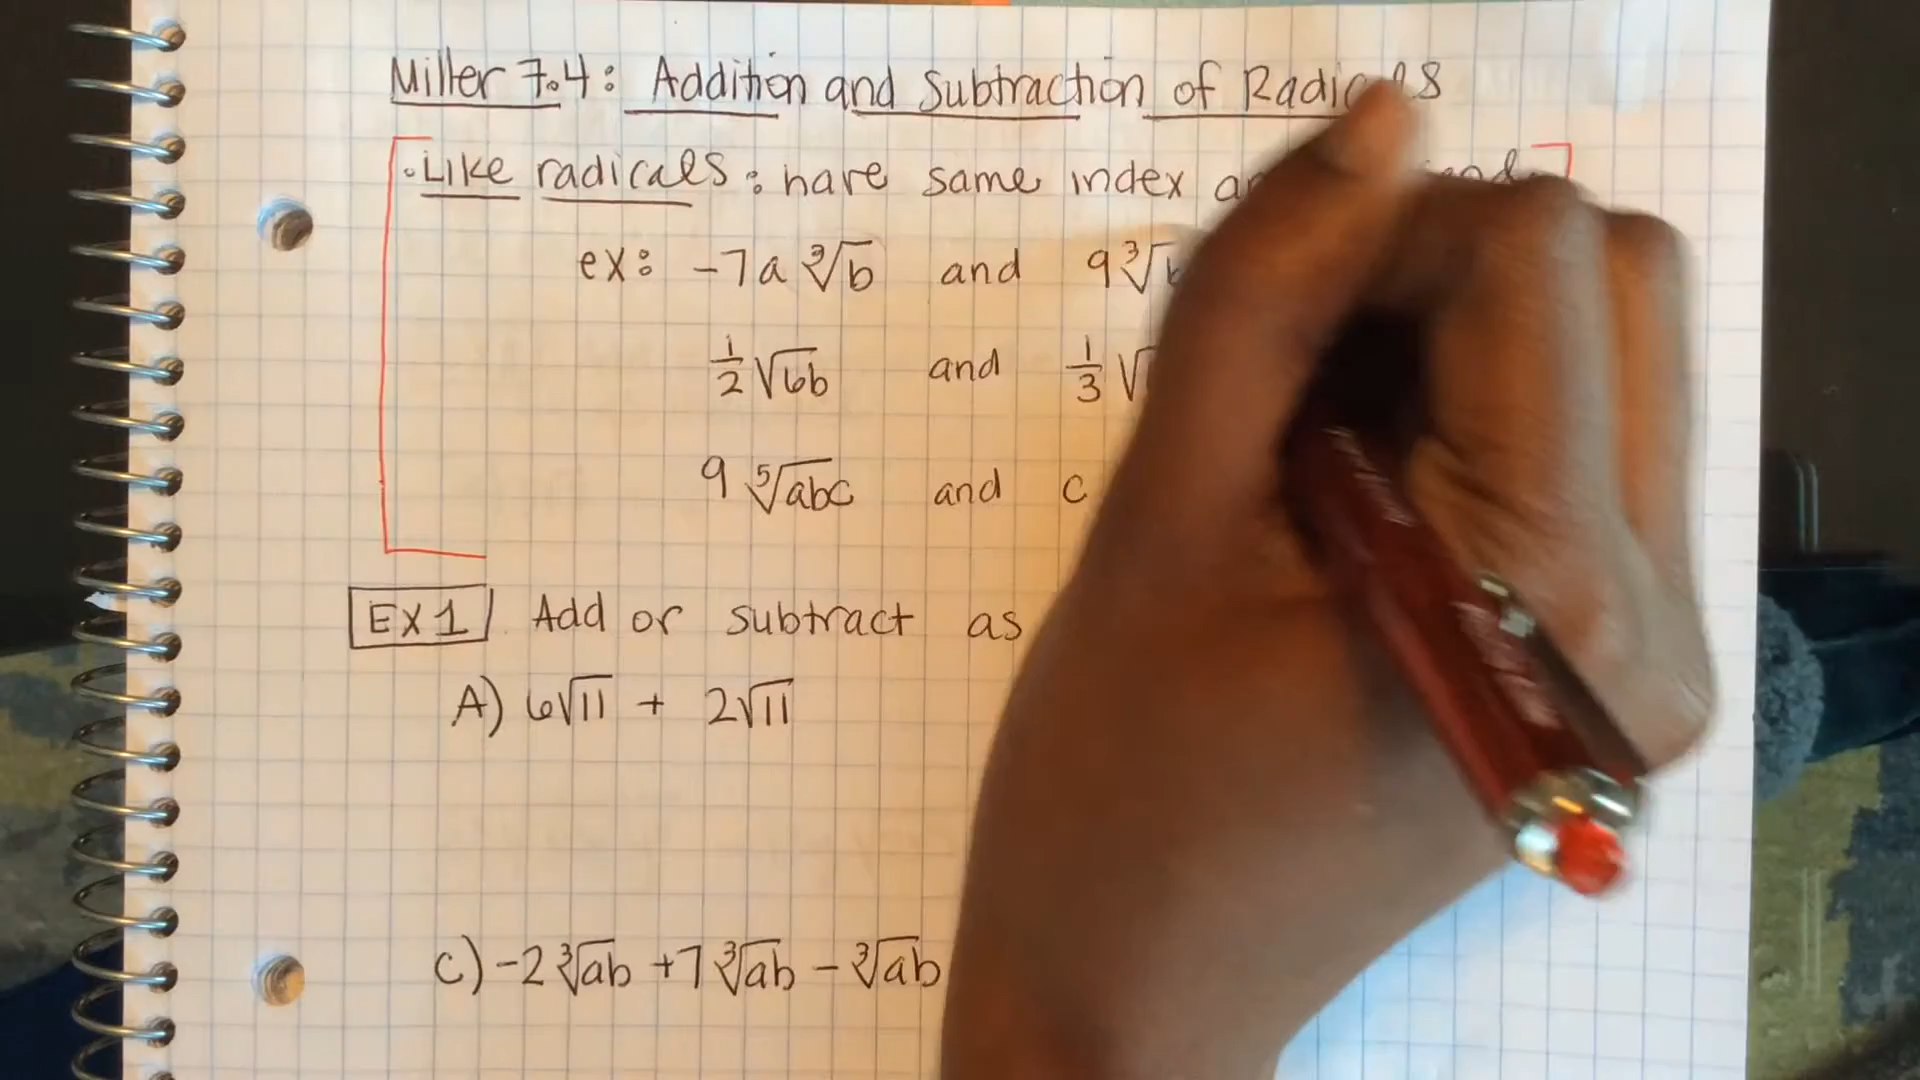 Miller 7.4: Addition and Subtraction of Radicals
• Like radicals: have same index
ex: -7a ∛b and 9∛b
1/2 √6b and 1/3 √
9 ⁵√abc and c
EX 1 Add or subtract as
A) 6√11 + 2√11
C) -2 ∛ab + 7 ∛ab - ∛ab